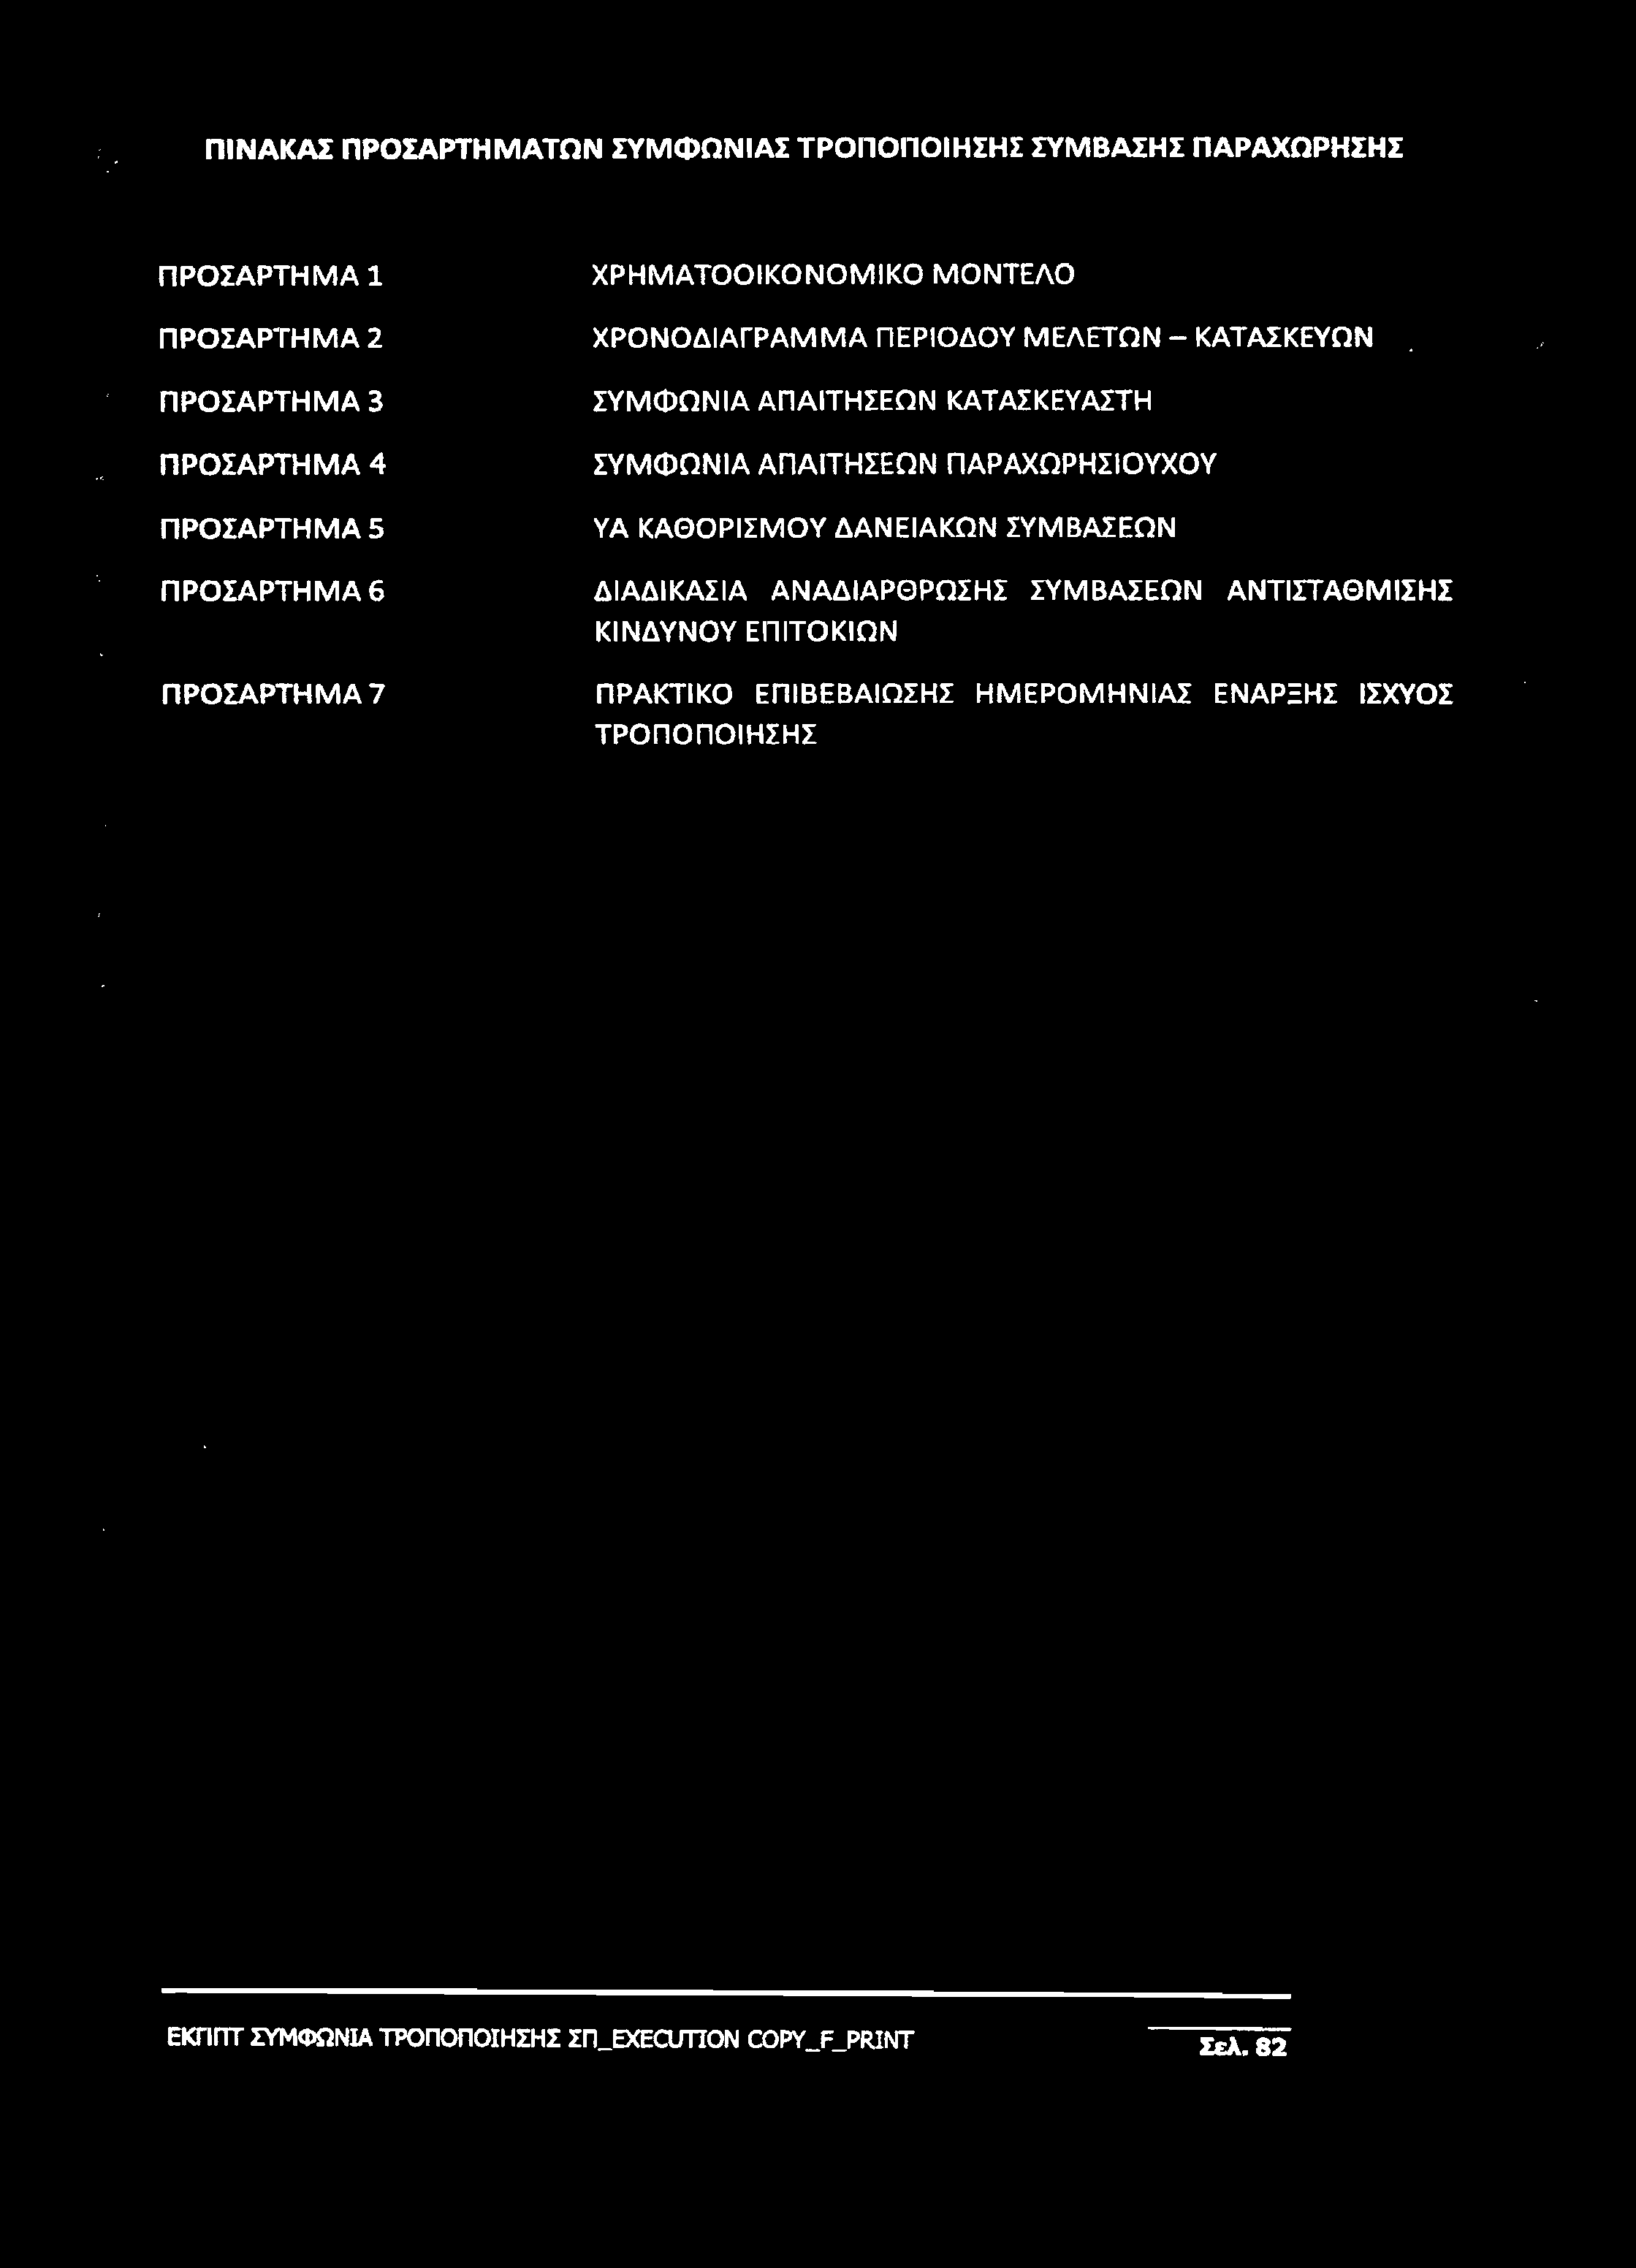 ΠΙΝΑΚΑΣ ΠΡΟΣΑΡΤΗΜΑΤΩΝ ΣΥΜΦΩΝΙΑΣ ΤΡΟΠΟΠΟΙΗΣΗΣ ΣΥΜΒΑΣΗΣ ΠΑΡΑΧΩΡΗΣΗΣ
ΠΡΟΣΑΡΤΗΜΑ 1 ΧΡΗΜΑΤΟΟΙΚΟΝΟΜΙΚΟ ΜΟΝΤΕΛΟ
ΠΡΟΣΑΡΤΗΜΑ 2 ΧΡΟΝΟΔΙΑΓΡΑΜΜΑ ΠΕΡΙΟΔΟΥ ΜΕΛΕΤΩΝ – ΚΑΤΑΣΚΕΥΩΝ
ΠΡΟΣΑΡΤΗΜΑ 3 ΣΥΜΦΩΝΙΑ ΑΠΑΙΤΗΣΕΩΝ ΚΑΤΑΣΚΕΥΑΣΤΗ
ΠΡΟΣΑΡΤΗΜΑ 4 ΣΥΜΦΩΝΙΑ ΑΠΑΙΤΗΣΕΩΝ ΠΑΡΑΧΩΡΗΣΙΟΥΧΟΥ
ΠΡΟΣΑΡΤΗΜΑ 5 ΥΑ ΚΑΘΟΡΙΣΜΟΥ ΔΑΝΕΙΑΚΩΝ ΣΥΜΒΑΣΕΩΝ
ΠΡΟΣΑΡΤΗΜΑ 6 ΔΙΑΔΙΚΑΣΙΑ ΑΝΑΔΙΑΡΘΡΩΣΗΣ ΣΥΜΒΑΣΕΩΝ ΑΝΤΙΣΤΑΘΜΙΣΗΣ
ΚΙΝΔΥΝΟΥ ΕΠΙΤΟΚΙΩΝ
ΠΡΟΣΑΡΤΗΜΑ 7 ΠΡΑΚΤΙΚΟ ΕΠΙΒΕΒΑΙΩΣΗΣ ΗΜΕΡΟΜΗΝΙΑΣ ΕΝΑΡΞΗΣ ΙΣΧΥΟΣ
ΤΡΟΠΟΠΟΙΗΣΗΣ
ΕΚΠΠΤ ΣΥΜΦΩΝΙΑ ΤΡΟΠΟΠΟΙΗΣΗΣ ΣΠ_EXECUTION COPY_F_PRINT Σελ. 82